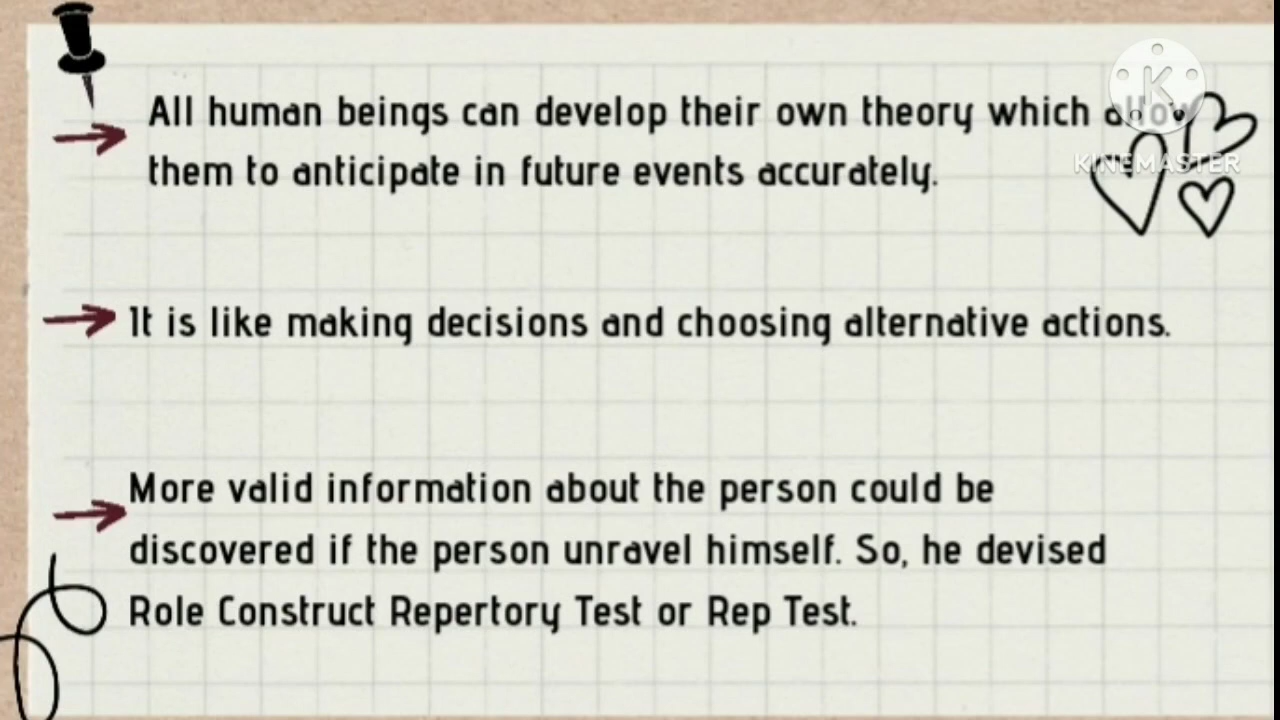 All human beings can develop their own theory which allow
them to anticipate in future events accurately.
KINEMASTER
It is like making decisions and choosing alternative actions.
More valid information about the person could be
discovered if the person unravel himself. So, he devised
Role Construct Repertory Test or Rep Test.